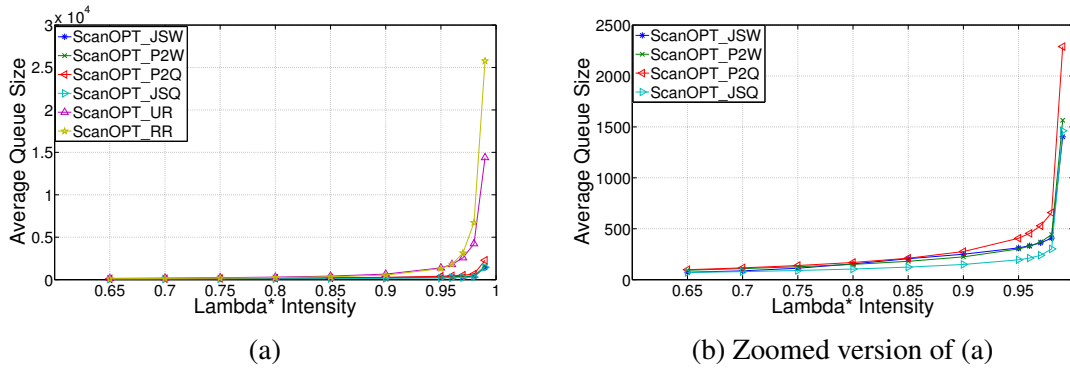 3 x 10^4
ScanOPT_JSW
ScanOPT_P2W
ScanOPT_P2Q
ScanOPT_JSQ
ScanOPT_UR
ScanOPT_RR
2.5
2
1.5
1
0.5
0
Average Queue Size
0.65 0.7 0.75 0.8 0.85 0.9 0.95 1
Lambda* Intensity
(a)
2500
ScanOPT_JSW
ScanOPT_P2W
ScanOPT_P2Q
ScanOPT_JSQ
2000
1500
1000
500
0
Average Queue Size
0.65 0.7 0.75 0.8 0.85 0.9 0.95
Lambda* Intensity
(b) Zoomed version of (a)